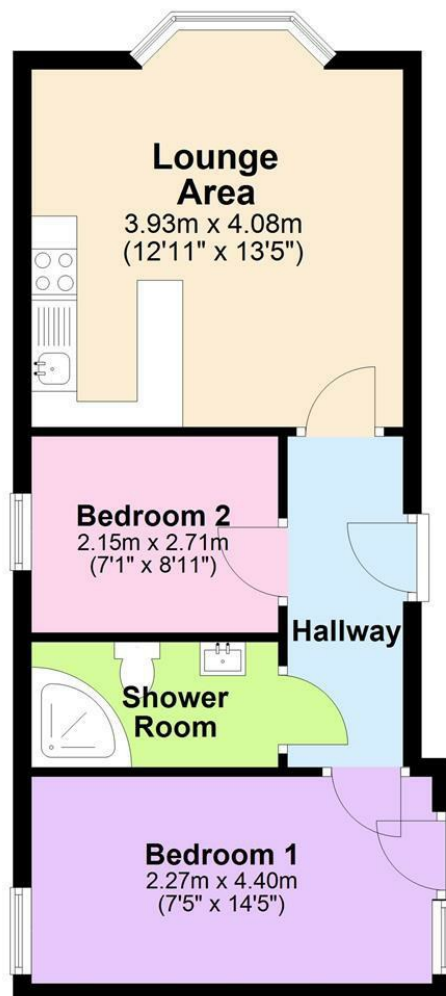 Lounge
Area
3.93m x 4.08m
(12'11" x 13'5")
Bedroom 2
2.15m x 2.71m
(7'1" x 8'11")
Hallway
Shower
Room
Bedroom 1
2.27m x 4.40m
(7'5" x 14'5")